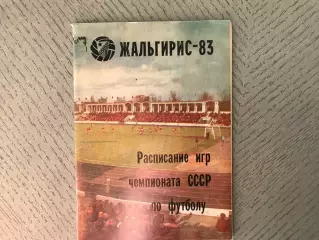 ЖАЛЬГИРИС-83
Расписание игр
чемпионата СССР
по футболу